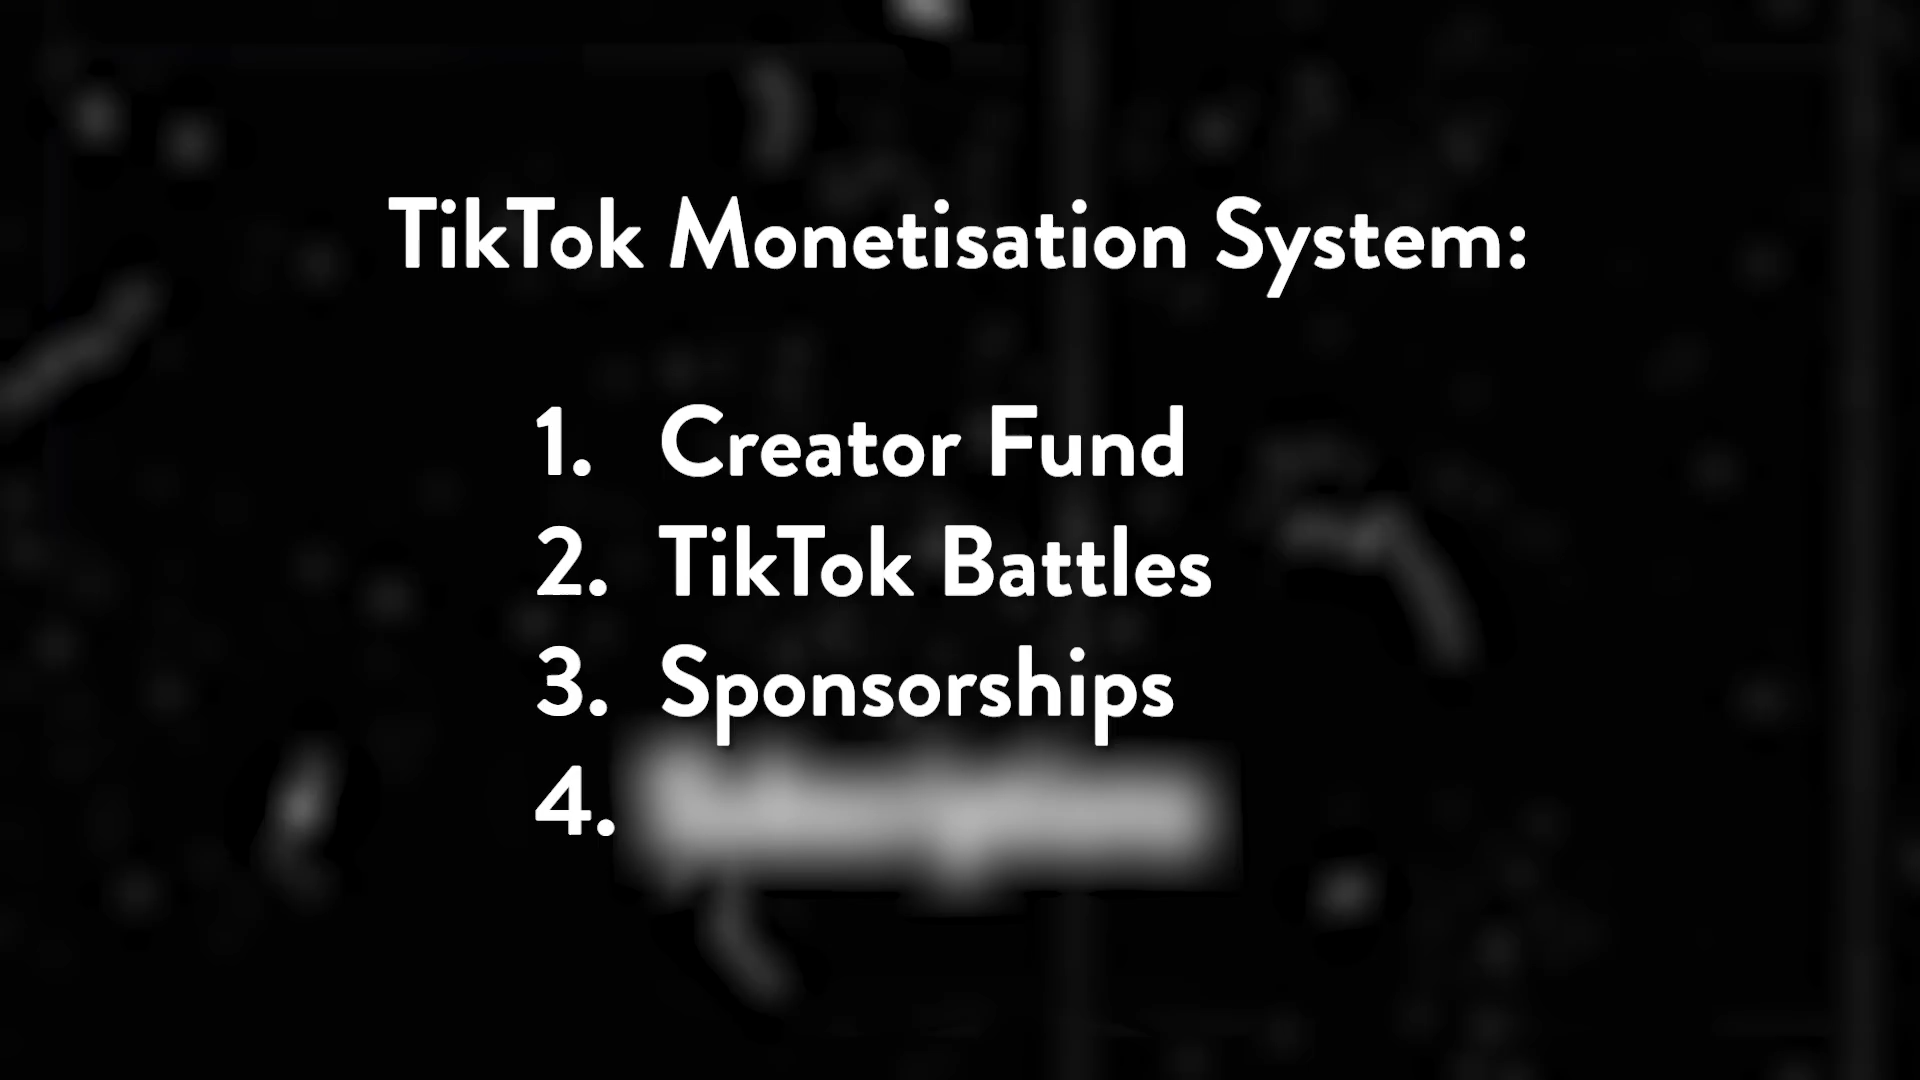 TikTok Monetisation System:
1. Creator Fund
2. TikTok Battles
3. Sponsorships
4.